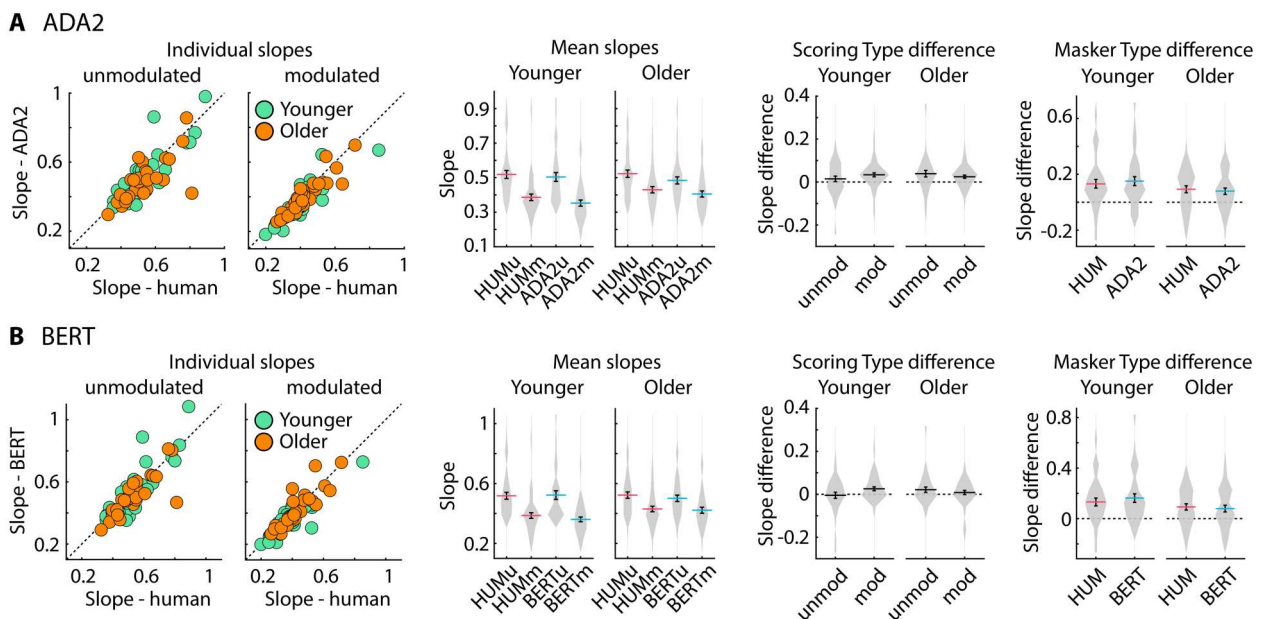 A ADA2
Individual slopes
unmodulated
modulated
Slope - ADA2
1
0.6
0.2
Younger
Older
0.2
0.6
1
0.2
0.6
1
Slope - human
Slope - human
Mean slopes
Younger
Older
Slope
0.9
0.7
0.5
0.3
0.1
HUMu
HUMm
ADA2u
ADA2m
HUMu
HUMm
ADA2u
ADA2m
Scoring Type difference
Younger
Older
Slope difference
0.4
0.2
0
-0.2
unmod
mod
unmod
mod
Masker Type difference
Younger
Older
Slope difference
0.6
0.2
-0.2
HUM
ADA2
HUM
ADA2
B BERT
Individual slopes
unmodulated
modulated
Slope - BERT
1
0.6
0.2
Younger
Older
0.2
0.6
1
0.2
0.6
1
Slope - human
Slope - human
Mean slopes
Younger
Older
Slope
1
0.6
0.2
HUMu
HUMm
BERTu
BERTm
HUMu
HUMm
BERTu
BERTm
Scoring Type difference
Younger
Older
Slope difference
0.4
0.2
0
-0.2
unmod
mod
unmod
mod
Masker Type difference
Younger
Older
Slope difference
0.8
0.4
0
HUM
BERT
HUM
BERT